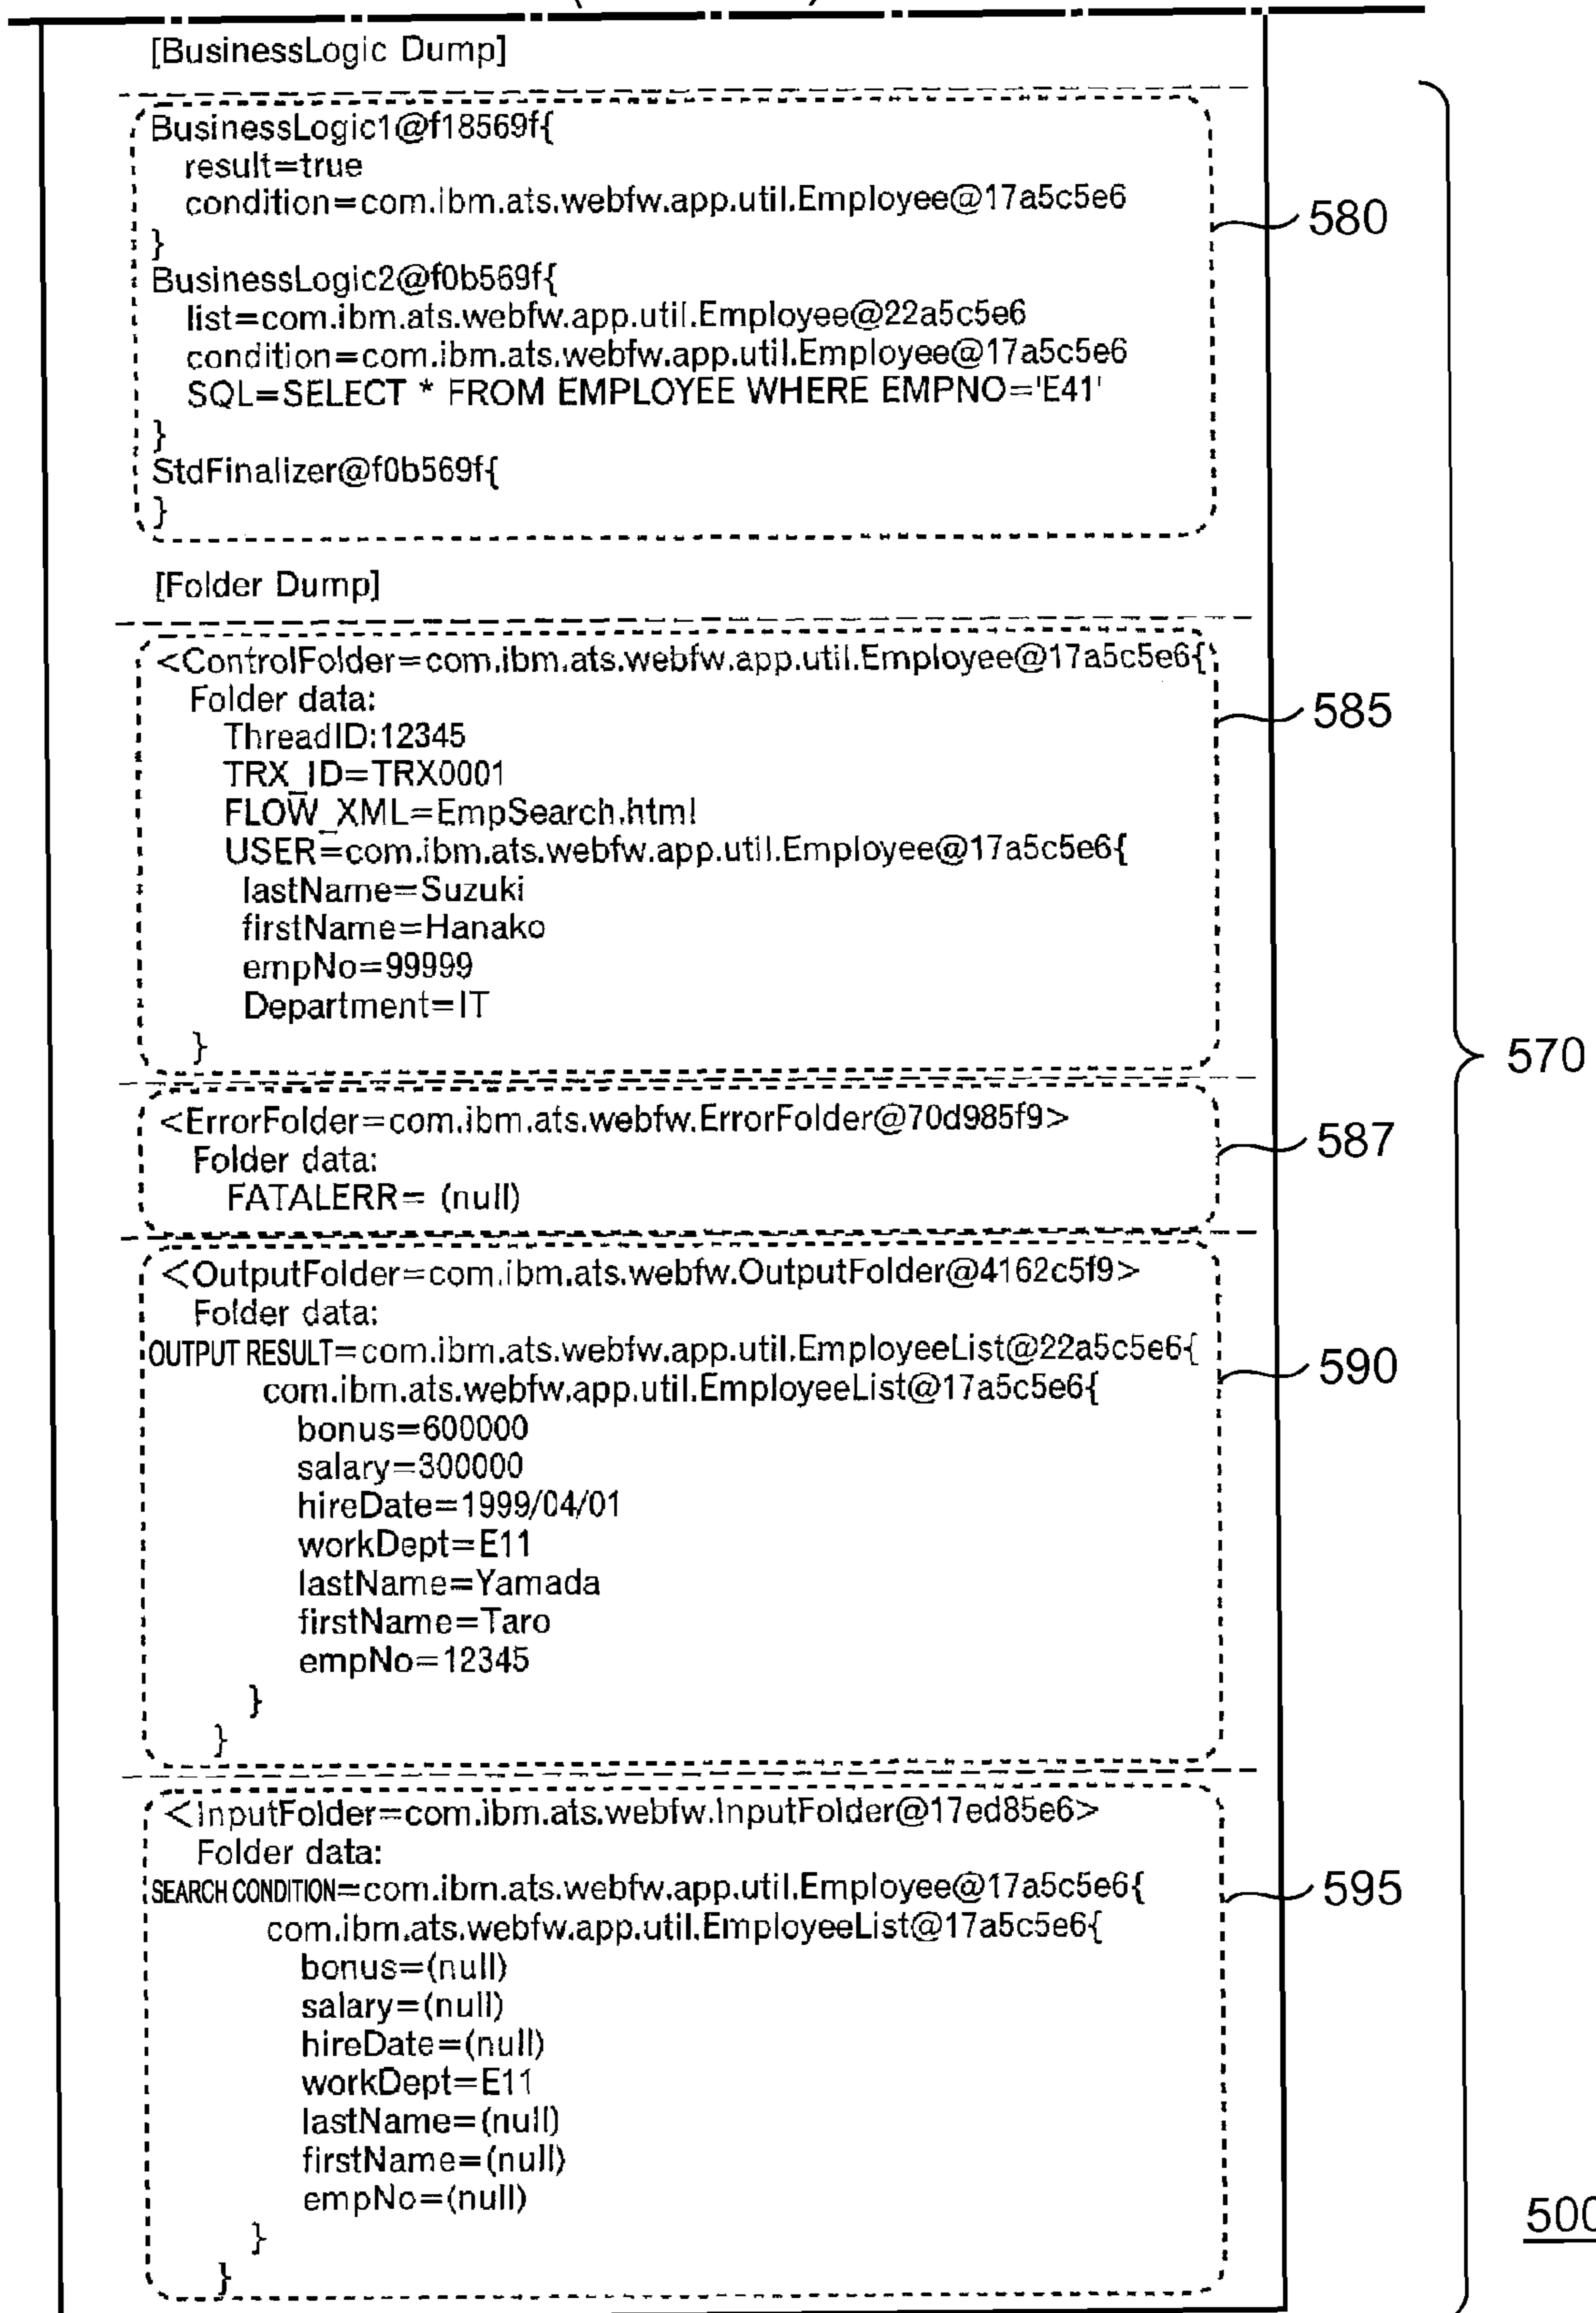 [BusinessLogic Dump]
BusinessLogic1@f18569f{
result=true
condition=com.ibm.ats.webfw.app.util.Employee@17a5c5e6
}
BusinessLogic2@f0b569f{
list=com.ibm.ats.webfw.app.util.Employee@22a5c5e6
condition=com.ibm.ats.webfw.app.util.Employee@17a5c5e6
SQL=SELECT * FROM EMPLOYEE WHERE EMPNO='E41'
}
StdFinalizer@f0b569f{
}
580
[Folder Dump]
<ControlFolder=com.ibm.ats.webfw.app.util.Employee@17a5c5e6{
Folder data:
ThreadID:12345
TRX_ID=TRX0001
FLOW_XML=EmpSearch.html
USER=com.ibm.ats.webfw.app.util.Employee@17a5c5e6{
lastName=Suzuki
firstName=Hanako
empNo=99999
Department=IT
}
585
570
<ErrorFolder=com.ibm.ats.webfw.ErrorFolder@70d985f9>
Folder data:
FATALERR= (null)
587
<OutputFolder=com.ibm.ats.webfw.OutputFolder@4162c5f9>
Folder data:
OUTPUT RESULT=com.ibm.ats.webfw.app.util.EmployeeList@22a5c5e6{
com.ibm.ats.webfw.app.util.EmployeeList@17a5c5e6{
bonus=600000
salary=300000
hireDate=1999/04/01
workDept=E11
lastName=Yamada
firstName=Taro
empNo=12345
}
}
590
<InputFolder=com.ibm.ats.webfw.InputFolder@17ed85e6>
Folder data:
SEARCH CONDITION=com.ibm.ats.webfw.app.util.Employee@17a5c5e6{
com.ibm.ats.webfw.app.util.EmployeeList@17a5c5e6{
bonus=(null)
salary=(null)
hireDate=(null)
workDept=E11
lastName=(null)
firstName=(null)
empNo=(null)
}
}
595
500